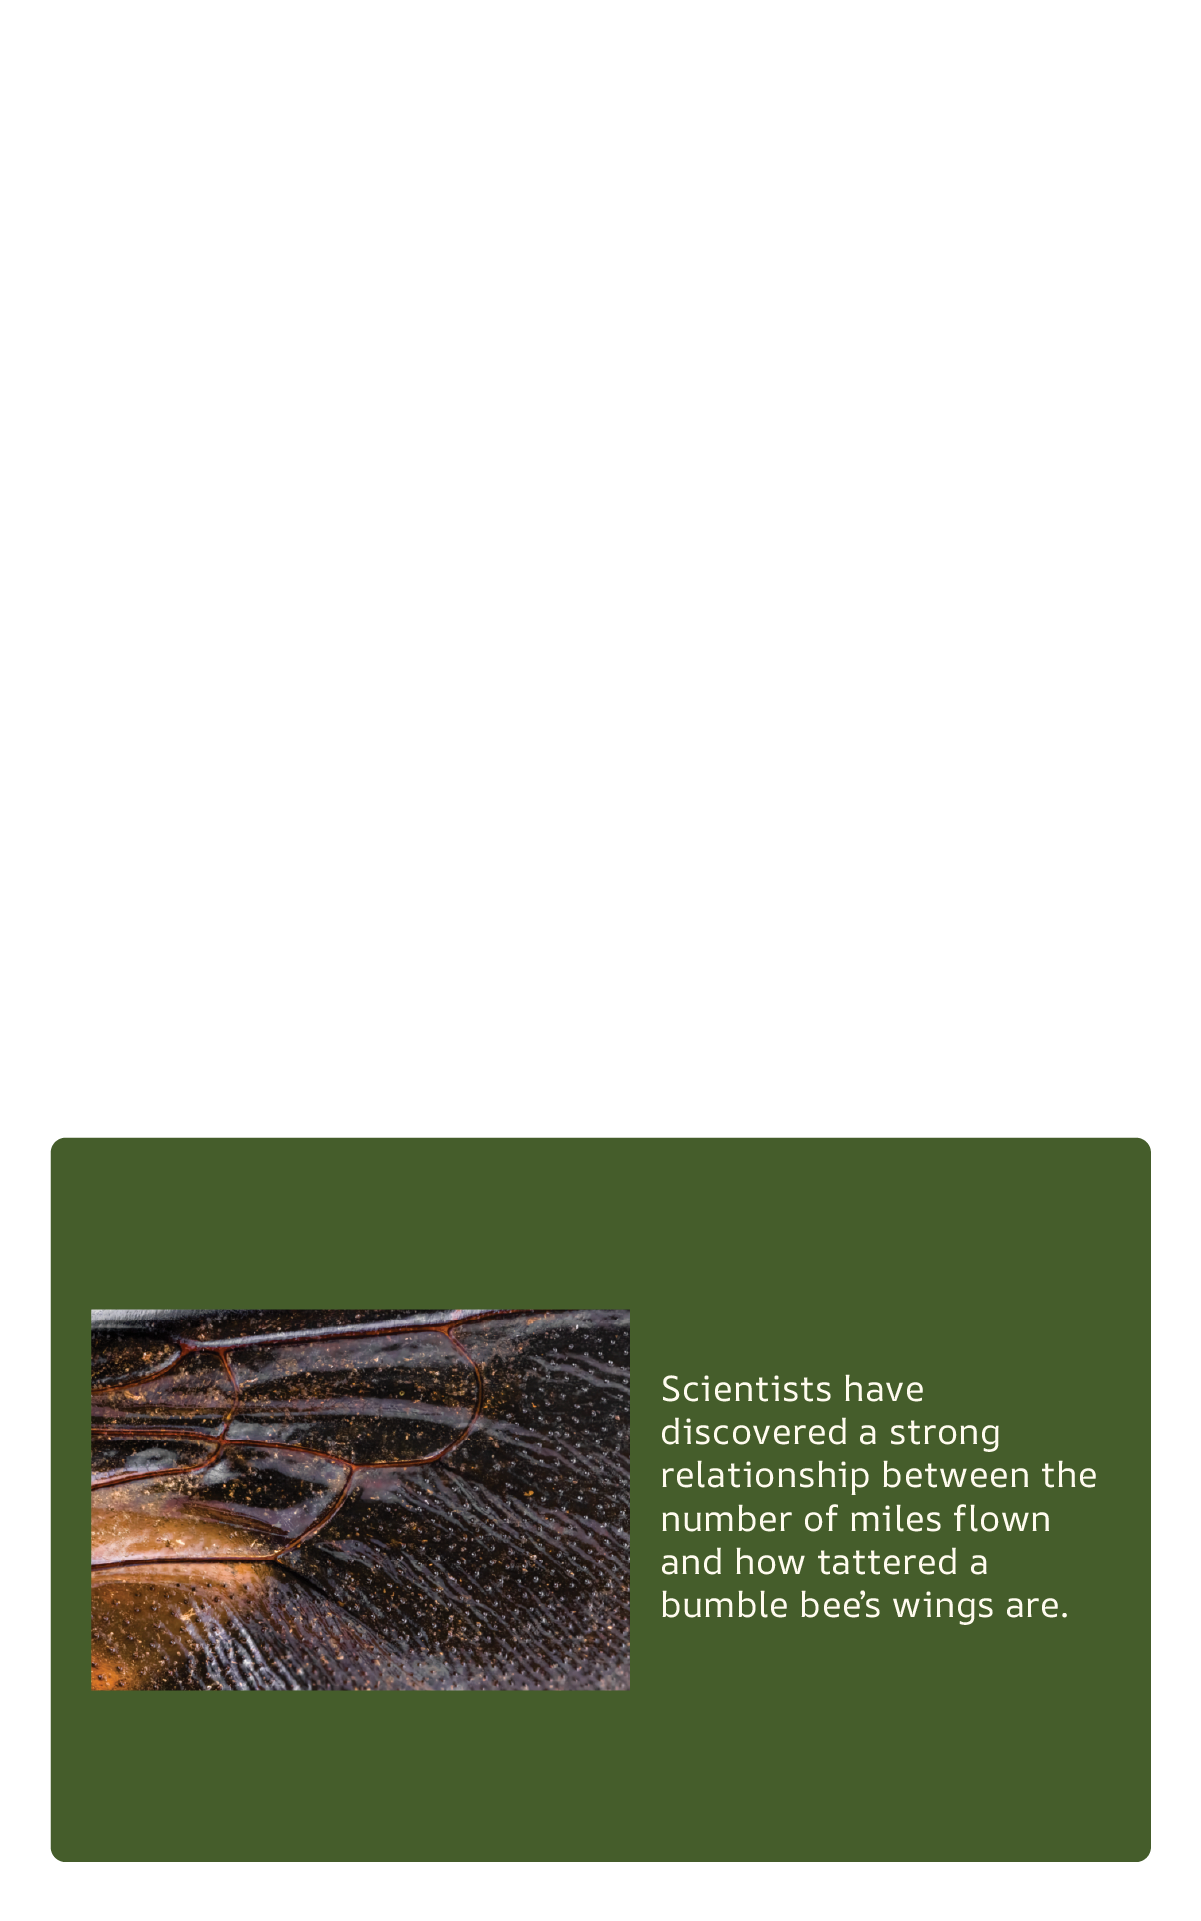 Scientists have
discovered a strong
relationship between the
number of miles flown
and how tattered a
bumble bee’s wings are.